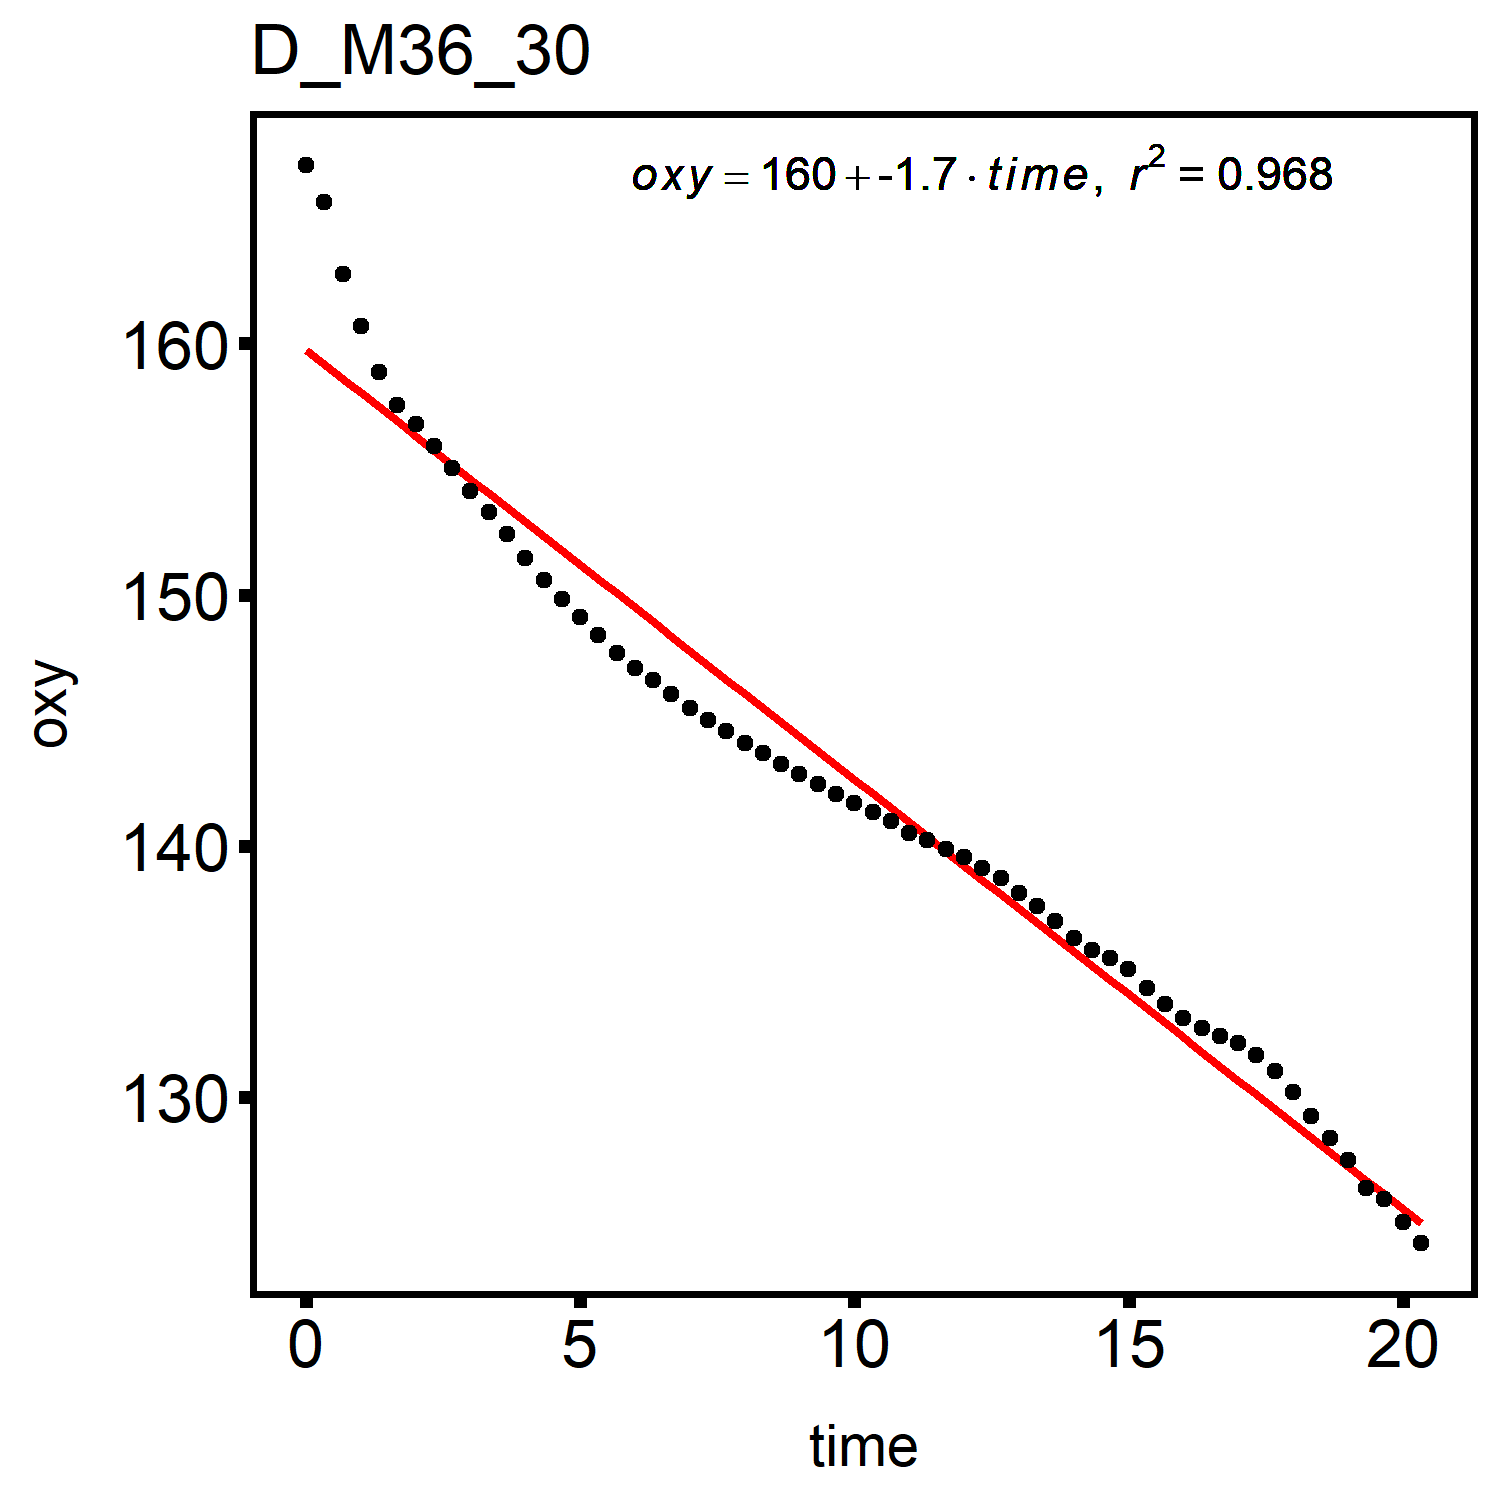 D_M36_30
oxy = 160 + -1.7 · time, r² = 0.968
160
150
140
130
oxy
0 5 10 15 20
time